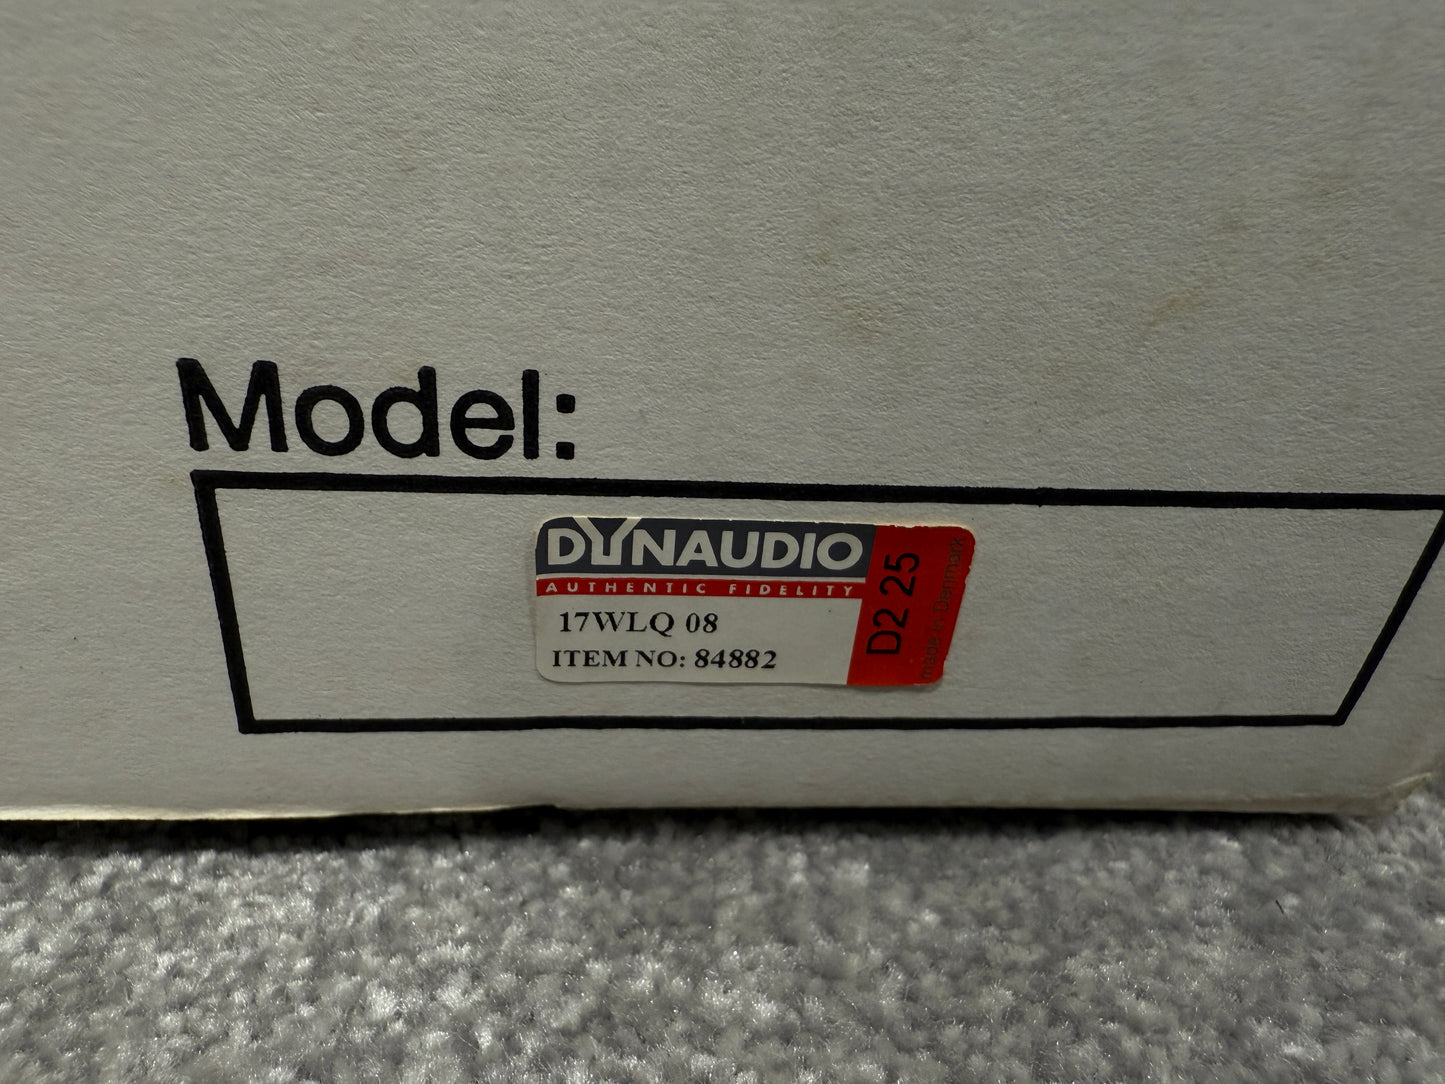 Model:
DYNAUDIO
AUTHENTIC FIDELITY
17WLQ 08
ITEM NO: 84882
D2 25
made in Denmark